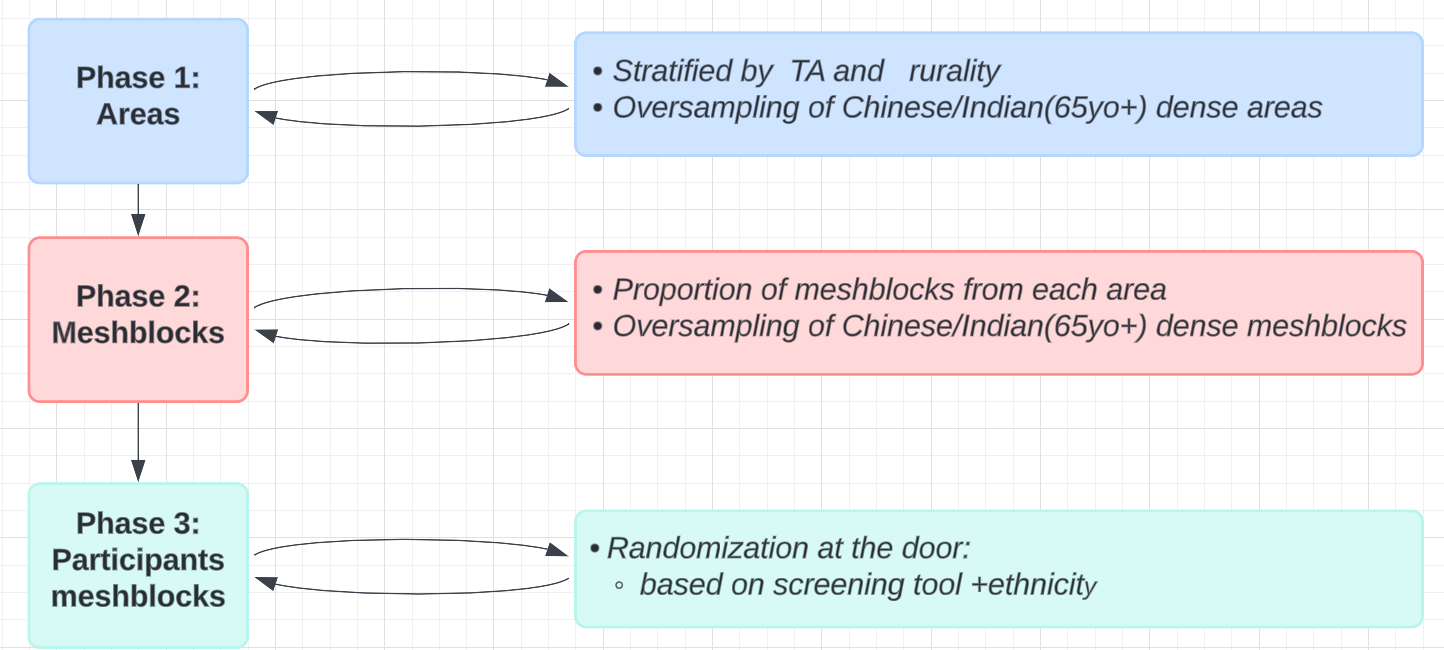 Phase 1:
Areas
• Stratified by TA and rurality
• Oversampling of Chinese/Indian(65yo+) dense areas
Phase 2:
Meshblocks
• Proportion of meshblocks from each area
• Oversampling of Chinese/Indian(65yo+) dense meshblocks
Phase 3:
Participants
meshblocks
• Randomization at the door:
◦ based on screening tool +ethnicity